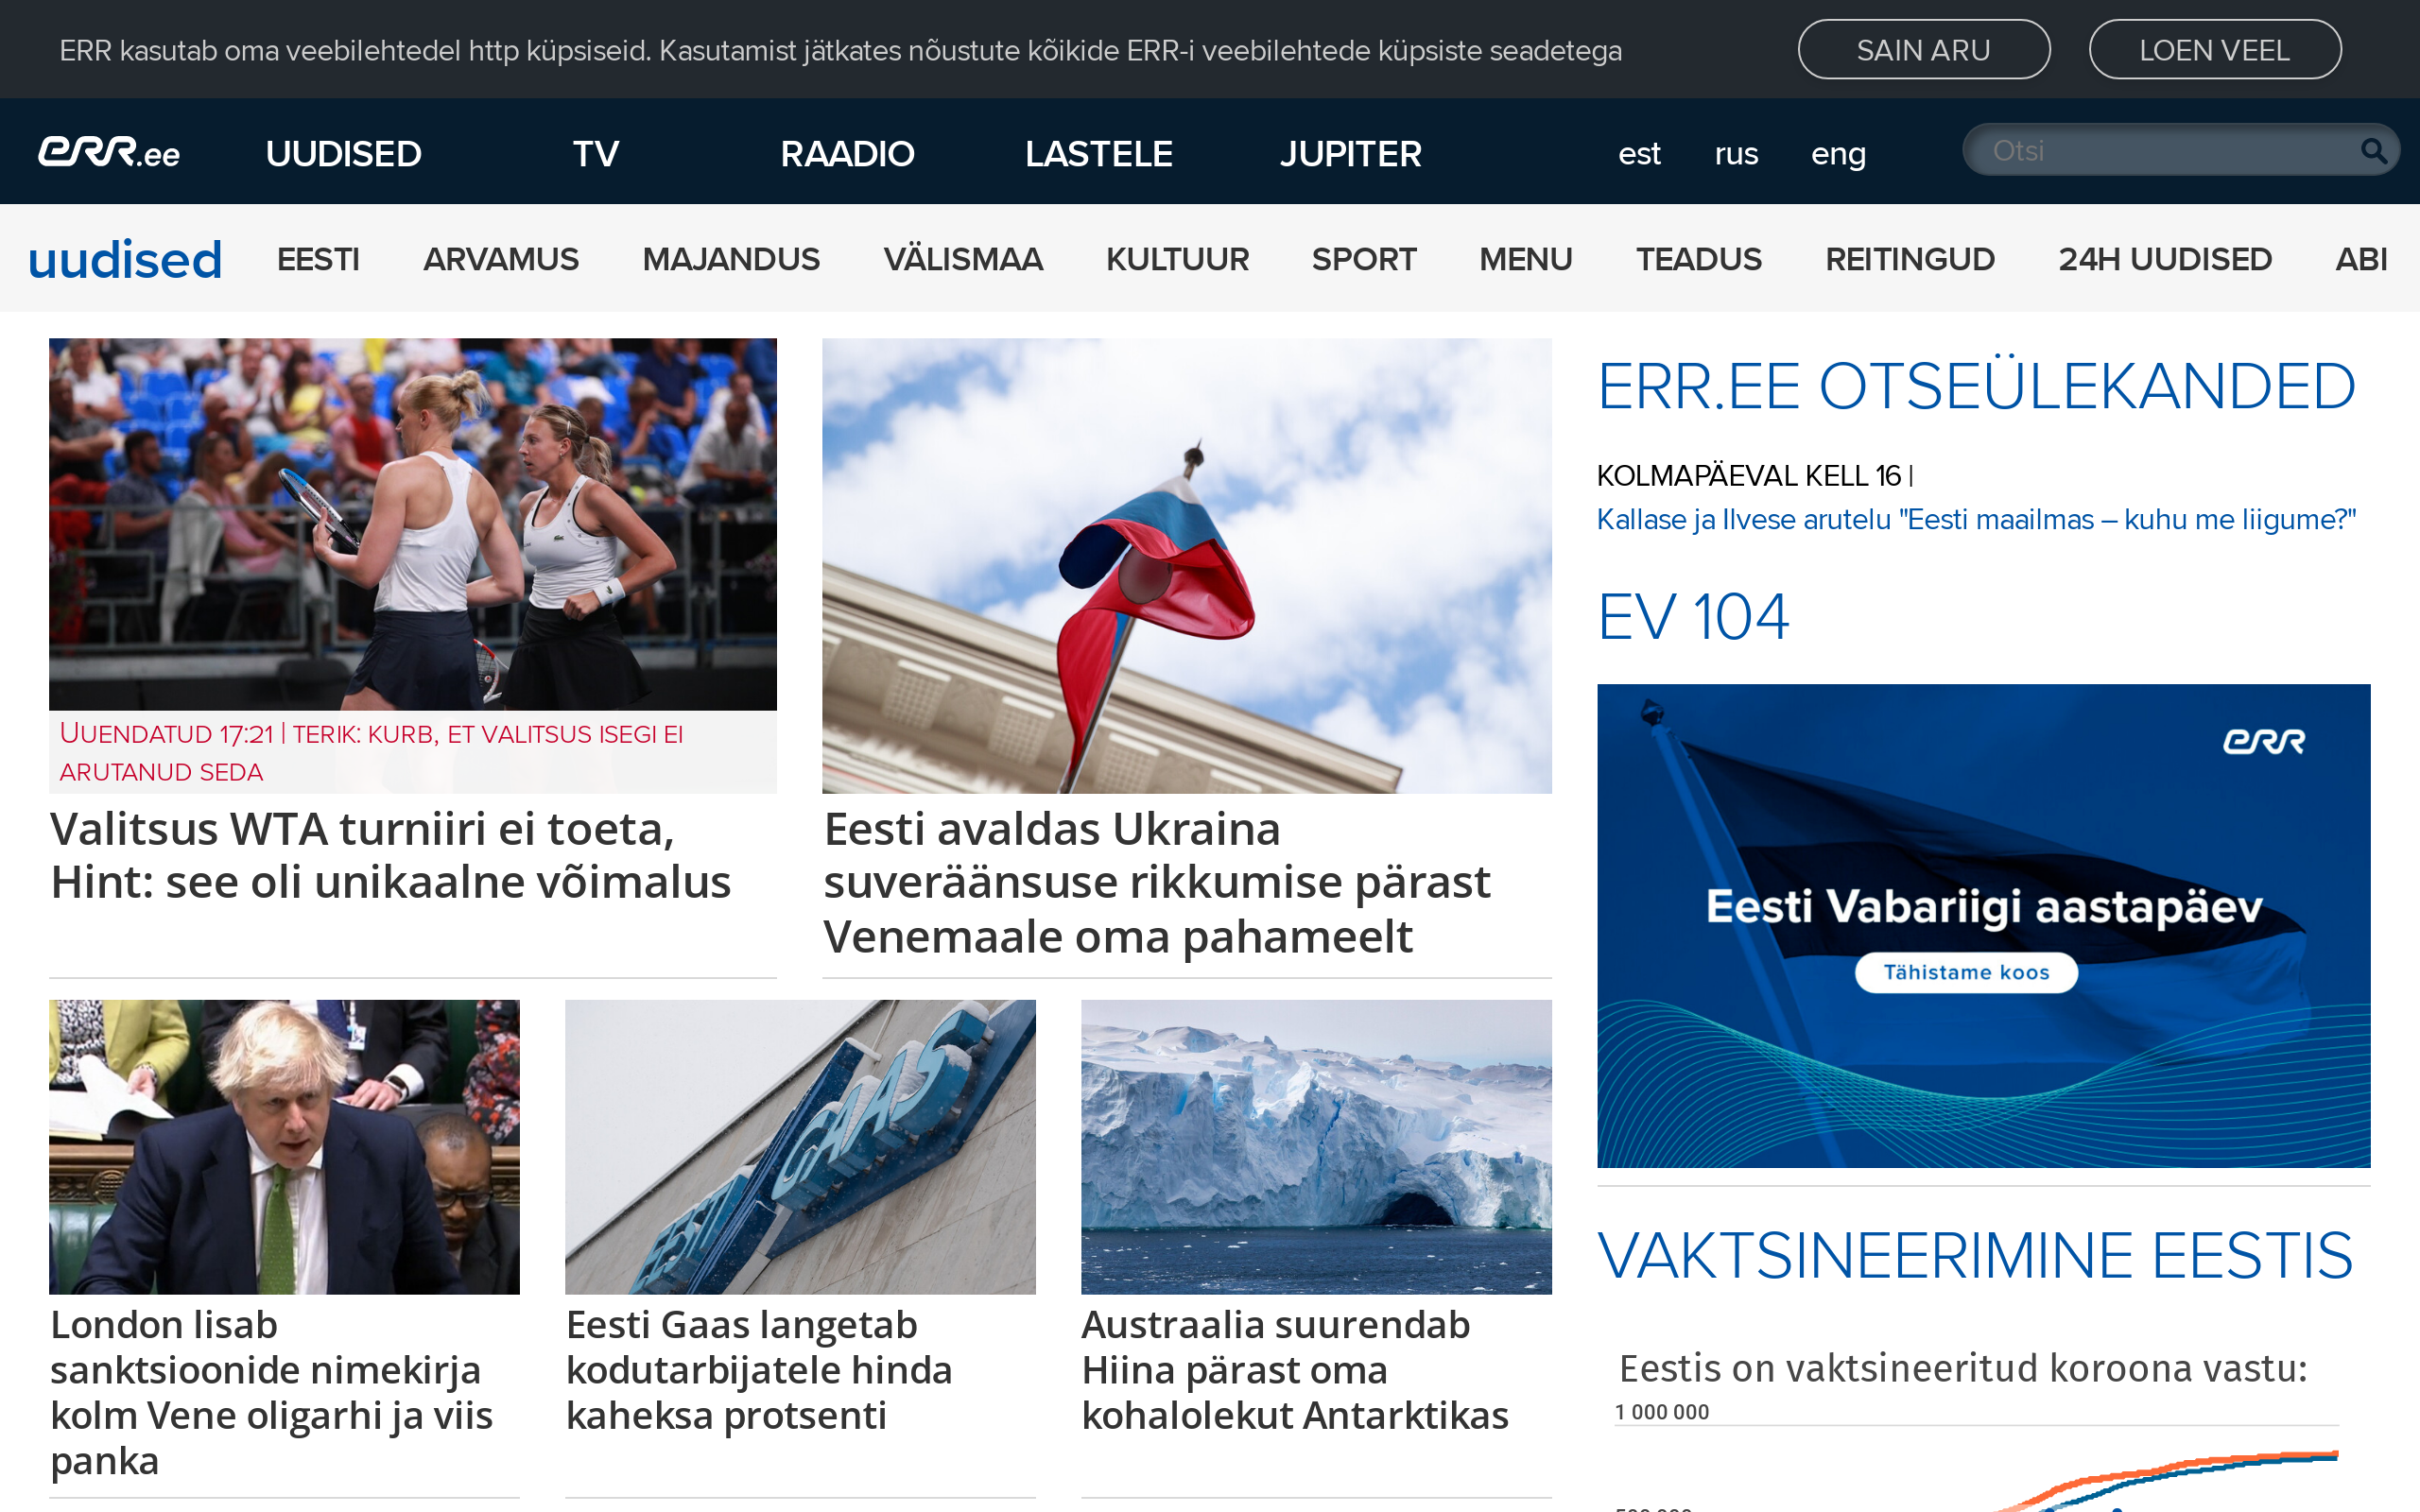 ERR kasutab oma veebilehtedel http küpsiseid. Kasutamist jätkates nõustute kõikide ERR-i veebilehtede küpsiste seadetega
SAIN ARU
LOEN VEEL
err.ee
UUDISED
TV
RAADIO
LASTELE
JUPITER
est
rus
eng
Otsi
uudised
EESTI
ARVAMUS
MAJANDUS
VÄLISMAA
KULTUUR
SPORT
MENU
TEADUS
REITINGUD
24H UUDISED
ABI
UUENDATUD 17:21 | TERIK: KURB, ET VALITSUS ISEGI EI
ARUTANUD SEDA
Valitsus WTA turniiri ei toeta,
Hint: see oli unikaalne võimalus
Eesti avaldas Ukraina
suveräänsuse rikkumise pärast
Venemaale oma pahameelt
EESTI GAAS
London lisab
sanktsioonide nimekirja
kolm Vene oligarhi ja viis
panka
Eesti Gaas langetab
kodutarbijatele hinda
kaheksa protsenti
Austraalia suurendab
Hiina pärast oma
kohalolekut Antarktikas
ERR.EE OTSEÜLEKANDED
KOLMAPÄEVAL KELL 16 |
Kallase ja Ilvese arutelu "Eesti maailmas – kuhu me liigume?"
EV 104
err
Eesti Vabariigi aastapäev
Tähistame koos
VAKTSINEERIMINE EESTIS
Eestis on vaktsineeritud koroona vastu:
1 000 000